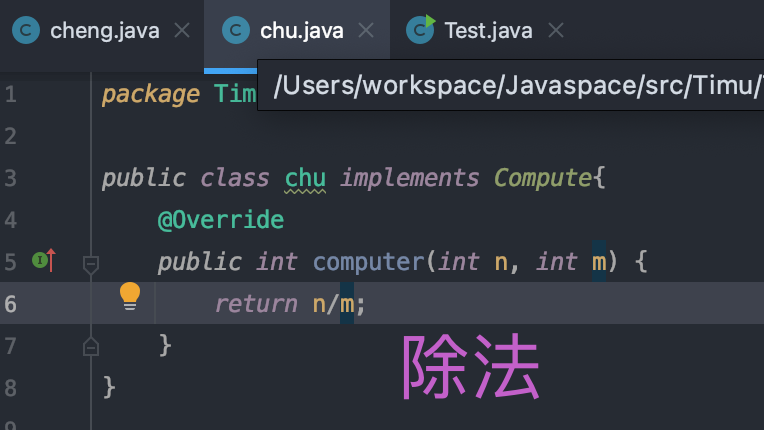 cheng.java
chu.java
Test.java
/Users/workspace/Javaspace/src/Timu/
1 package Tim
2
3 public class chu implements Compute{
4 @Override
5 public int computer(int n, int m) {
6 return n/m;
7 }
8 }
除法